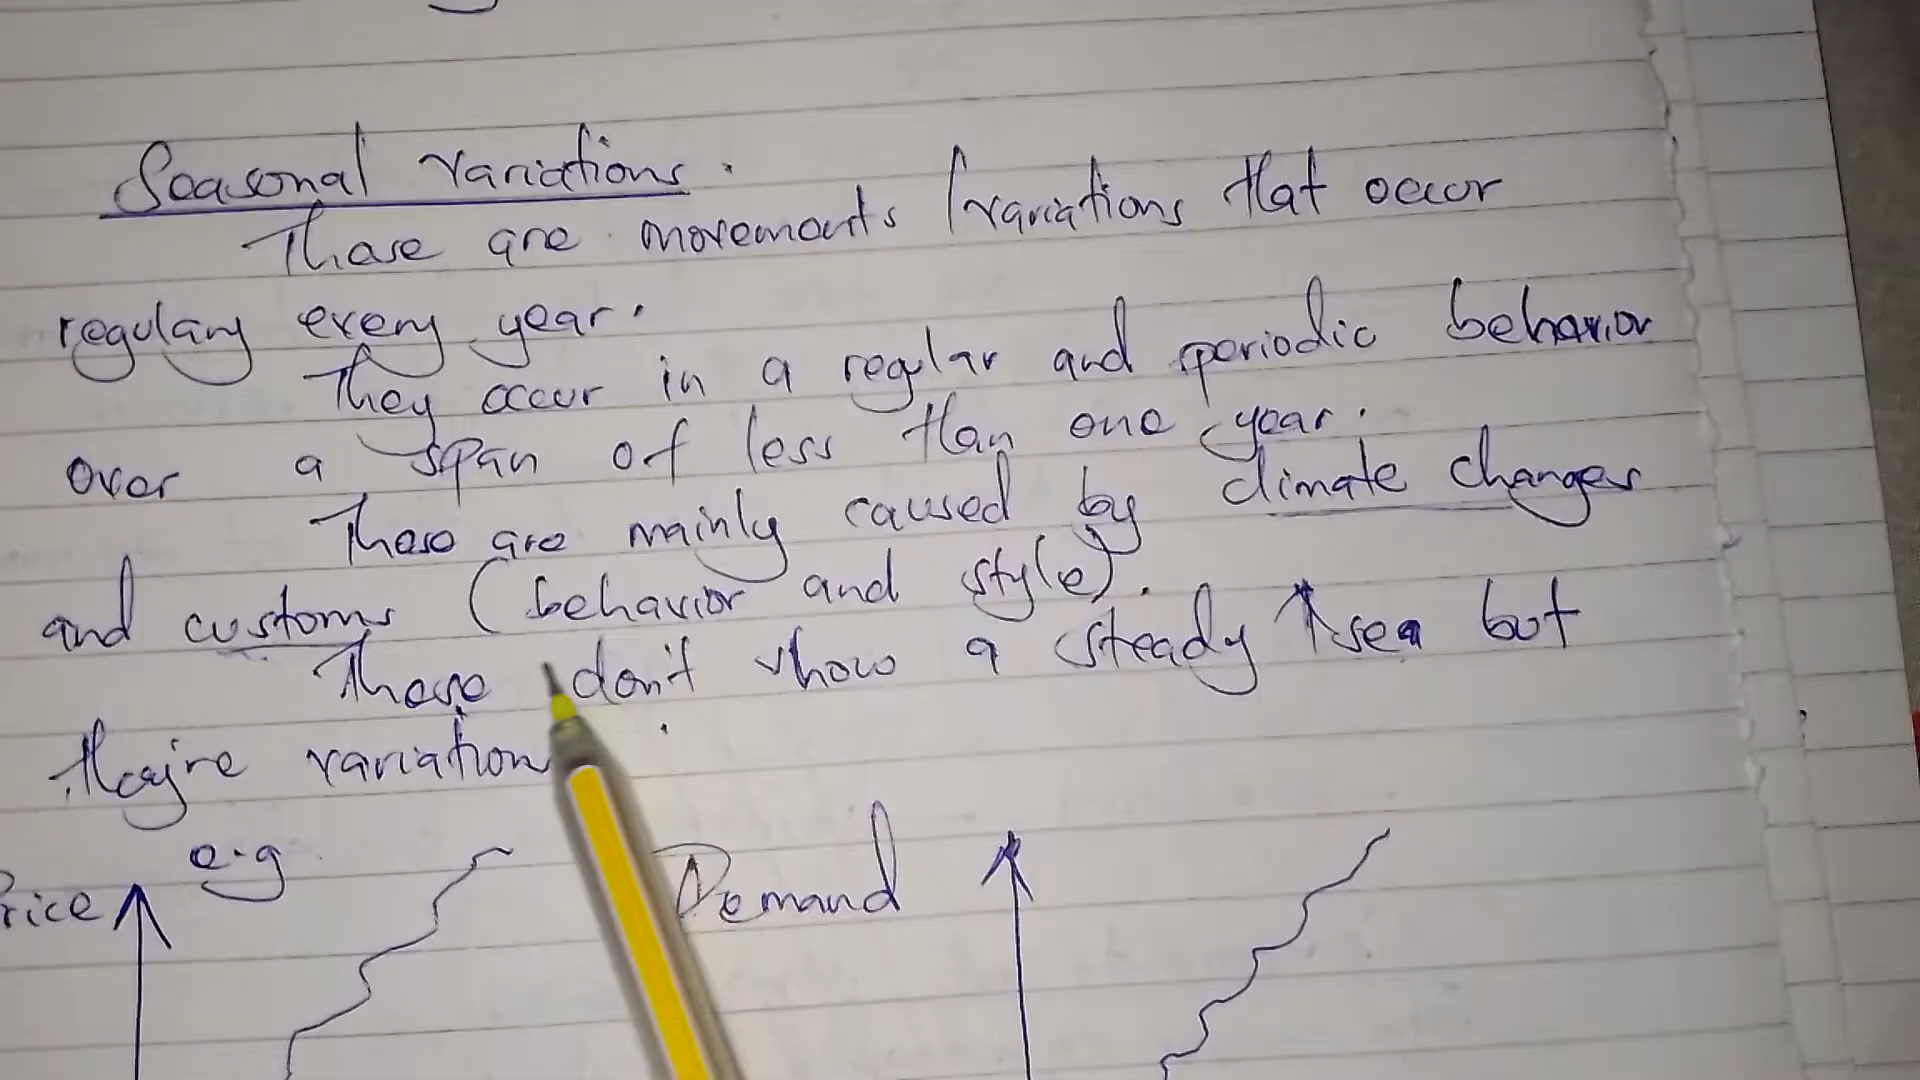 Seasonal variations.
These are movements / variations that occur
regulary every year.
They occur in a regular and periodic behavior
over a span of less than one year.
These are mainly caused by climate changes
and customs (behavior and style).
These don't show a steady ↑se but
they're variation
e.g
Price
Demand